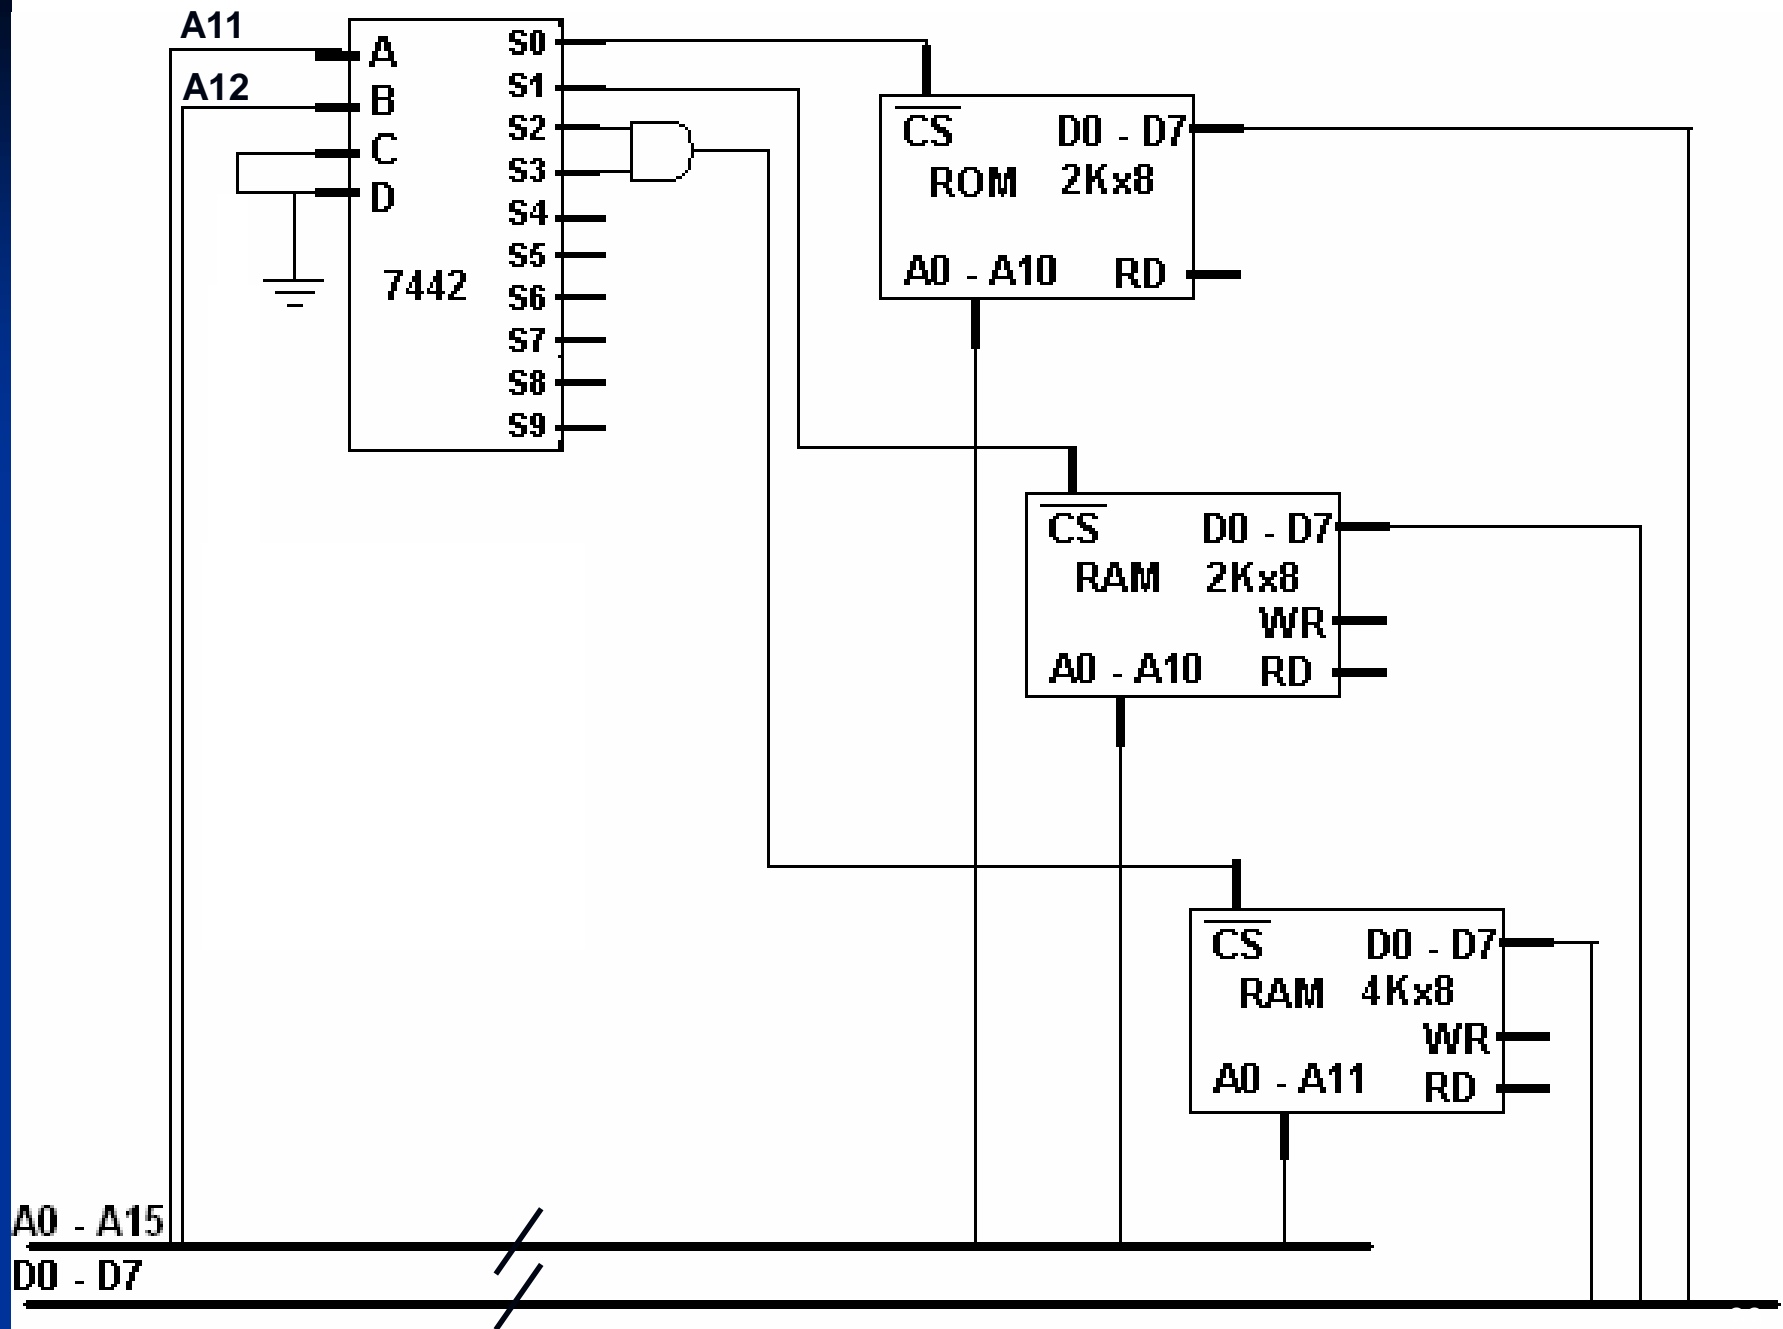 A11
A12
A
B
C
D
7442
S0
S1
S2
S3
S4
S5
S6
S7
S8
S9
CS D0 - D7
ROM 2Kx8
A0 - A10 RD
CS D0 - D7
RAM 2Kx8
WR
A0 - A10 RD
CS D0 - D7
RAM 4Kx8
WR
A0 - A11 RD
A0 - A15
D0 - D7